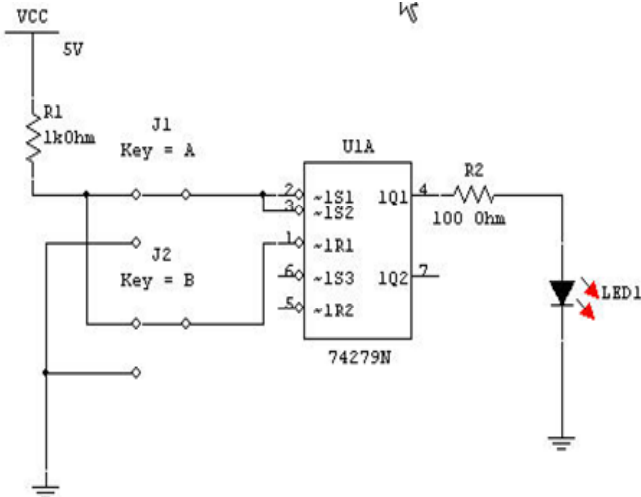 VCC
5V
R1
1kOhm
J1
Key = A
J2
Key = B
U1A
2
3
1
6
5
~1S1
~1S2
~1R1
~1S3
~1R2
1Q1
1Q2
4
7
74279N
R2
100 Ohm
LED1